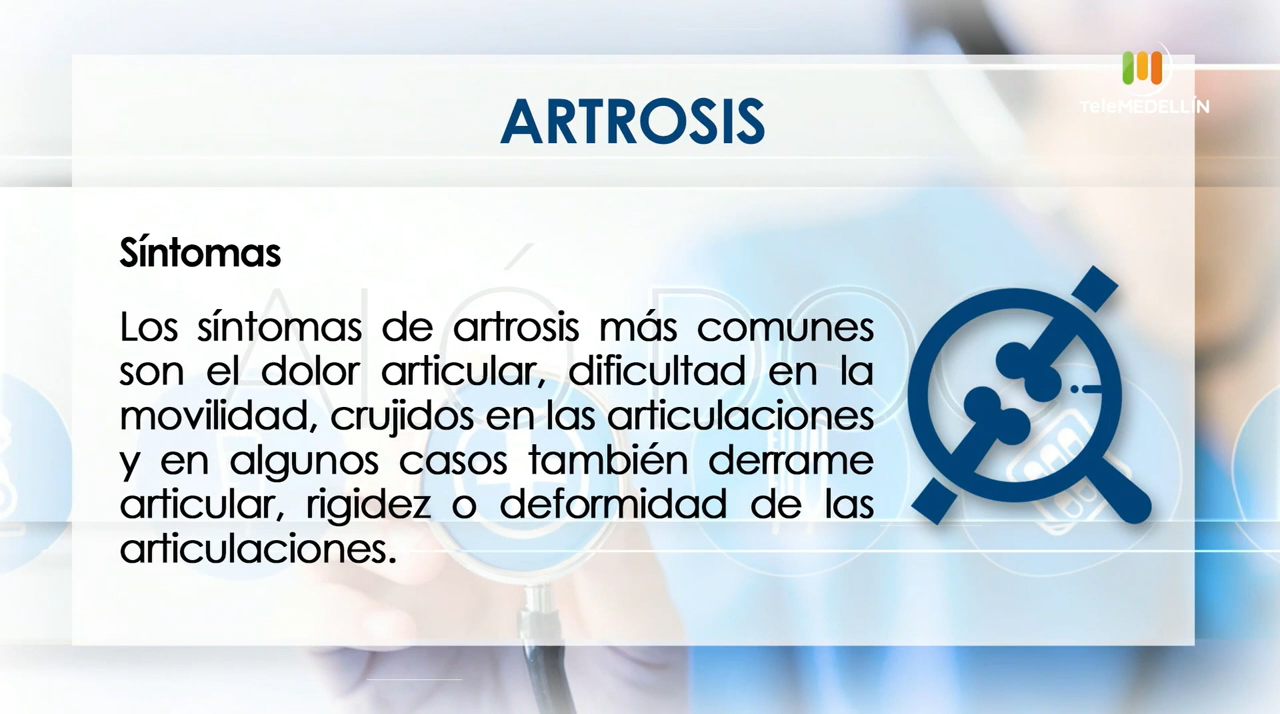 TeleMEDELLÍN
ARTROSIS
Síntomas
Los síntomas de artrosis más comunes
son el dolor articular, dificultad en la
movilidad, crujidos en las articulaciones
y en algunos casos también derrame
articular, rigidez o deformidad de las
articulaciones.